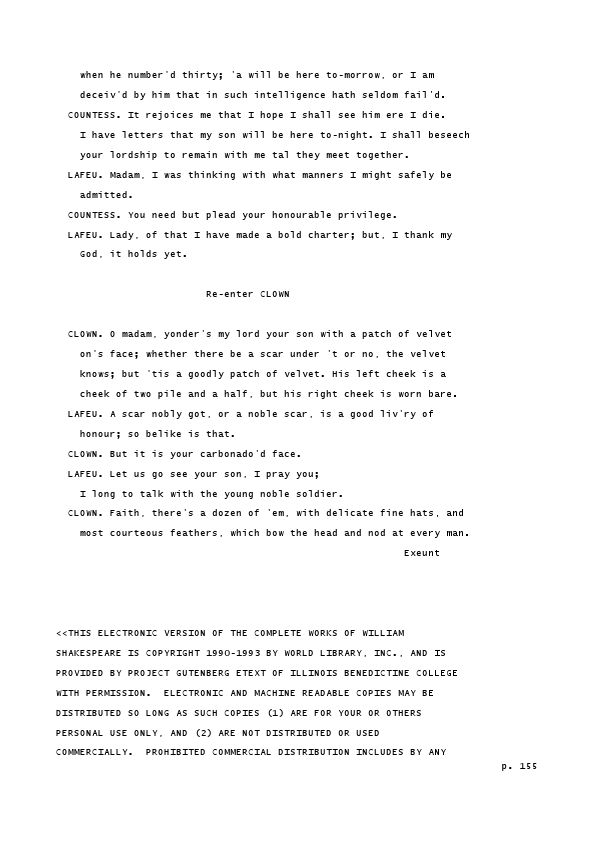 when he number'd thirty; 'a will be here to-morrow, or I am
deceiv'd by him that in such intelligence hath seldom fail'd.
COUNTESS. It rejoices me that I hope I shall see him ere I die.
I have letters that my son will be here to-night. I shall beseech
your lordship to remain with me tal they meet together.
LAFEU. Madam, I was thinking with what manners I might safely be
admitted.
COUNTESS. You need but plead your honourable privilege.
LAFEU. Lady, of that I have made a bold charter; but, I thank my
God, it holds yet.
Re-enter CLOWN
CLOWN. O madam, yonder's my lord your son with a patch of velvet
on's face; whether there be a scar under 't or no, the velvet
knows; but 'tis a goodly patch of velvet. His left cheek is a
cheek of two pile and a half, but his right cheek is worn bare.
LAFEU. A scar nobly got, or a noble scar, is a good liv'ry of
honour; so belike is that.
CLOWN. But it is your carbonado'd face.
LAFEU. Let us go see your son, I pray you;
I long to talk with the young noble soldier.
CLOWN. Faith, there's a dozen of 'em, with delicate fine hats, and
most courteous feathers, which bow the head and nod at every man.
Exeunt
<<THIS ELECTRONIC VERSION OF THE COMPLETE WORKS OF WILLIAM
SHAKESPEARE IS COPYRIGHT 1990-1993 BY WORLD LIBRARY, INC., AND IS
PROVIDED BY PROJECT GUTENBERG ETEXT OF ILLINOIS BENEDICTINE COLLEGE
WITH PERMISSION.  ELECTRONIC AND MACHINE READABLE COPIES MAY BE
DISTRIBUTED SO LONG AS SUCH COPIES (1) ARE FOR YOUR OR OTHERS
PERSONAL USE ONLY, AND (2) ARE NOT DISTRIBUTED OR USED
COMMERCIALLY.  PROHIBITED COMMERCIAL DISTRIBUTION INCLUDES BY ANY
p. 155